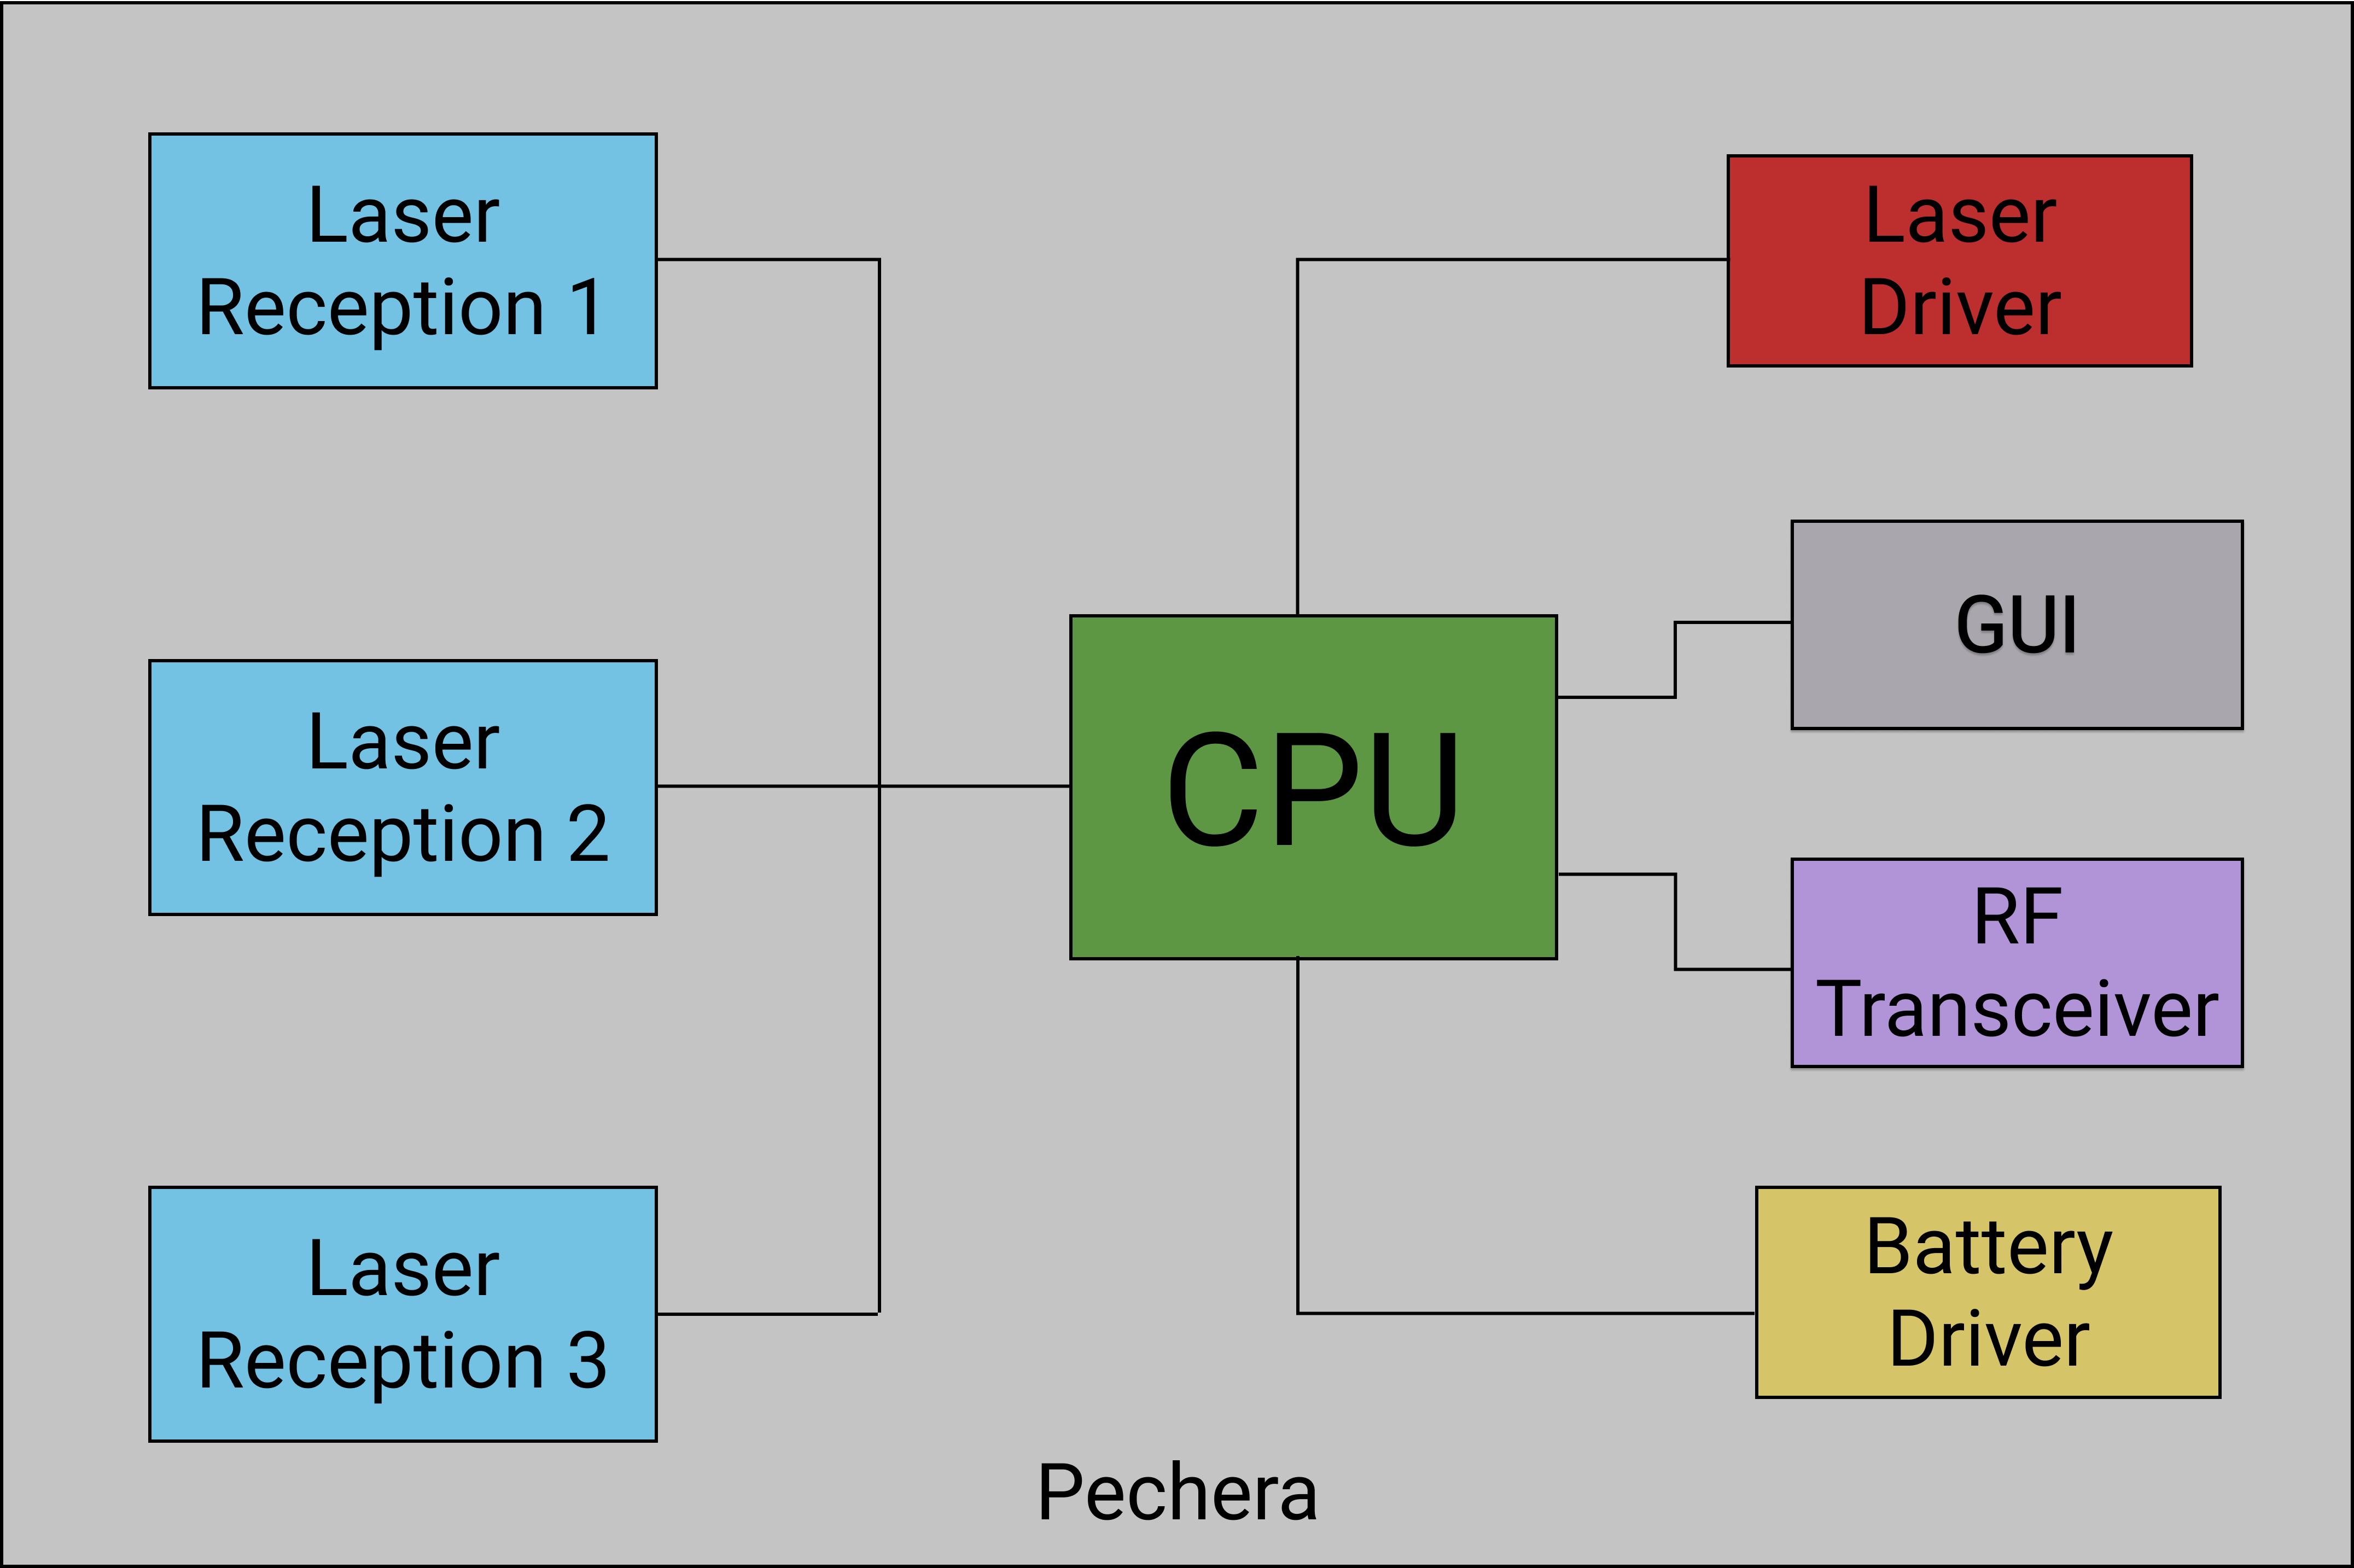 Laser
Reception 1
Laser
Driver
GUI
Laser
Reception 2
CPU
RF
Transceiver
Laser
Reception 3
Battery
Driver
Pechera